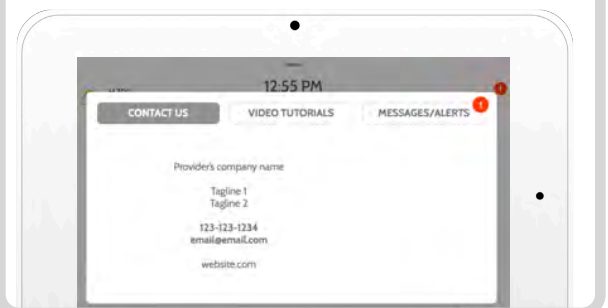 12:55 PM
CONTACT US
VIDEO TUTORIALS
MESSAGES/ALERTS
1
Provider's company name
Tagline 1
Tagline 2
123-123-1234
email@email.com
website.com